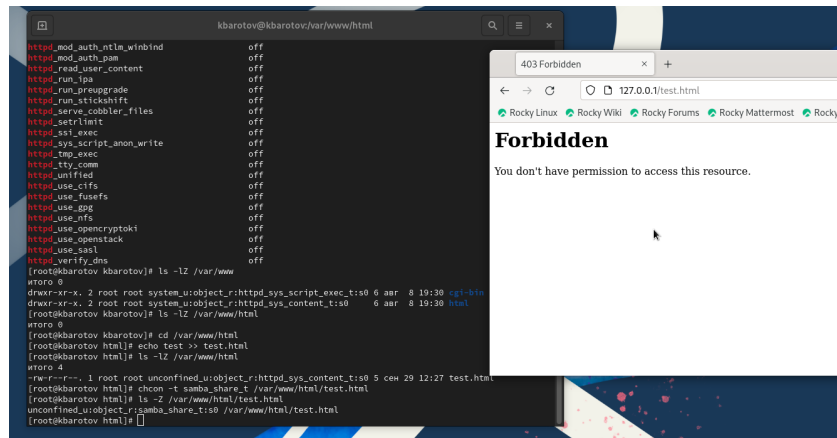 kbarotov@kbarotov:/var/www/html
httpd_mod_auth_ntlm_winbind off
httpd_mod_auth_pam off
httpd_read_user_content off
httpd_run_ipa off
httpd_run_preupgrade off
httpd_run_stickshift off
httpd_serve_cobbler_files off
httpd_setrlimit off
httpd_ssi_exec off
httpd_sys_script_anon_write off
httpd_tmp_exec off
httpd_tty_comm off
httpd_unified off
httpd_use_cifs off
httpd_use_fusefs off
httpd_use_gpg off
httpd_use_nfs off
httpd_use_opencryptoki off
httpd_use_openstack off
httpd_use_sasl off
httpd_verify_dns off
[root@kbarotov kbarotov]# ls -lZ /var/www
итого 0
drwxr-xr-x. 2 root root system_u:object_r:httpd_sys_script_exec_t:s0 6 авг 8 19:30 cgi-bin
drwxr-xr-x. 2 root root system_u:object_r:httpd_sys_content_t:s0 6 авг 8 19:30 html
[root@kbarotov kbarotov]# ls -lZ /var/www/html
итого 0
[root@kbarotov kbarotov]# cd /var/www/html
[root@kbarotov html]# echo test >> test.html
[root@kbarotov html]# ls -lZ /var/www/html
итого 4
-rw-r--r--. 1 root root unconfined_u:object_r:httpd_sys_content_t:s0 5 сен 29 12:27 test.html
[root@kbarotov html]# chcon -t samba_share_t /var/www/html/test.html
[root@kbarotov html]# ls -Z /var/www/html/test.html
unconfined_u:object_r:samba_share_t:s0 /var/www/html/test.html
[root@kbarotov html]#
403 Forbidden
127.0.0.1/test.html
Rocky Linux Rocky Wiki Rocky Forums Rocky Mattermost Rocky
Forbidden
You don't have permission to access this resource.